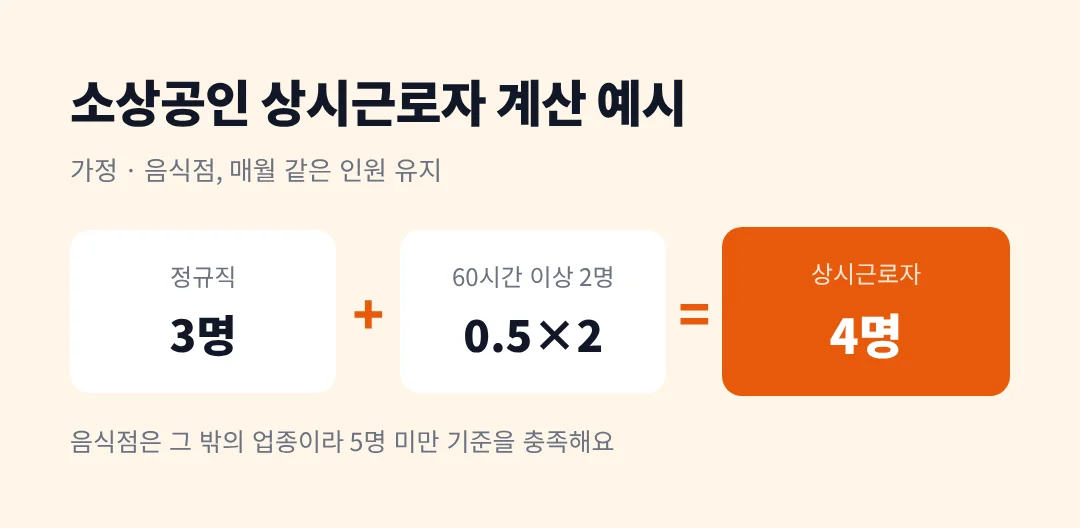 소상공인 상시근로자 계산 예시
가정 · 음식점, 매월 같은 인원 유지
정규직
3명
+
60시간 이상 2명
0.5×2
=
상시근로자
4명
음식점은 그 밖의 업종이라 5명 미만 기준을 충족해요